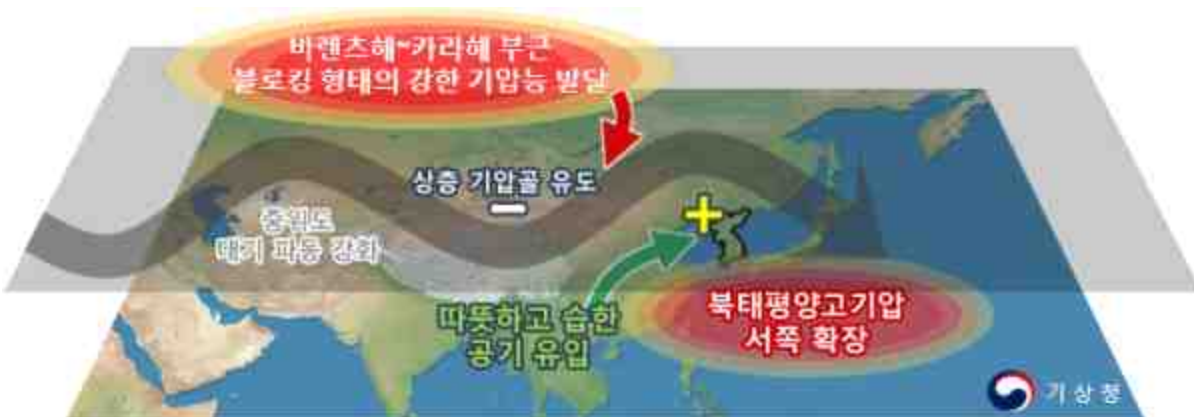 바렌츠해~카라해 부근
블로킹 형태의 강한 기압능 발달
상층 기압골 유도
중위도
대기 파동 강화
따뜻하고 습한
공기 유입
북태평양고기압
서쪽 확장
기상청